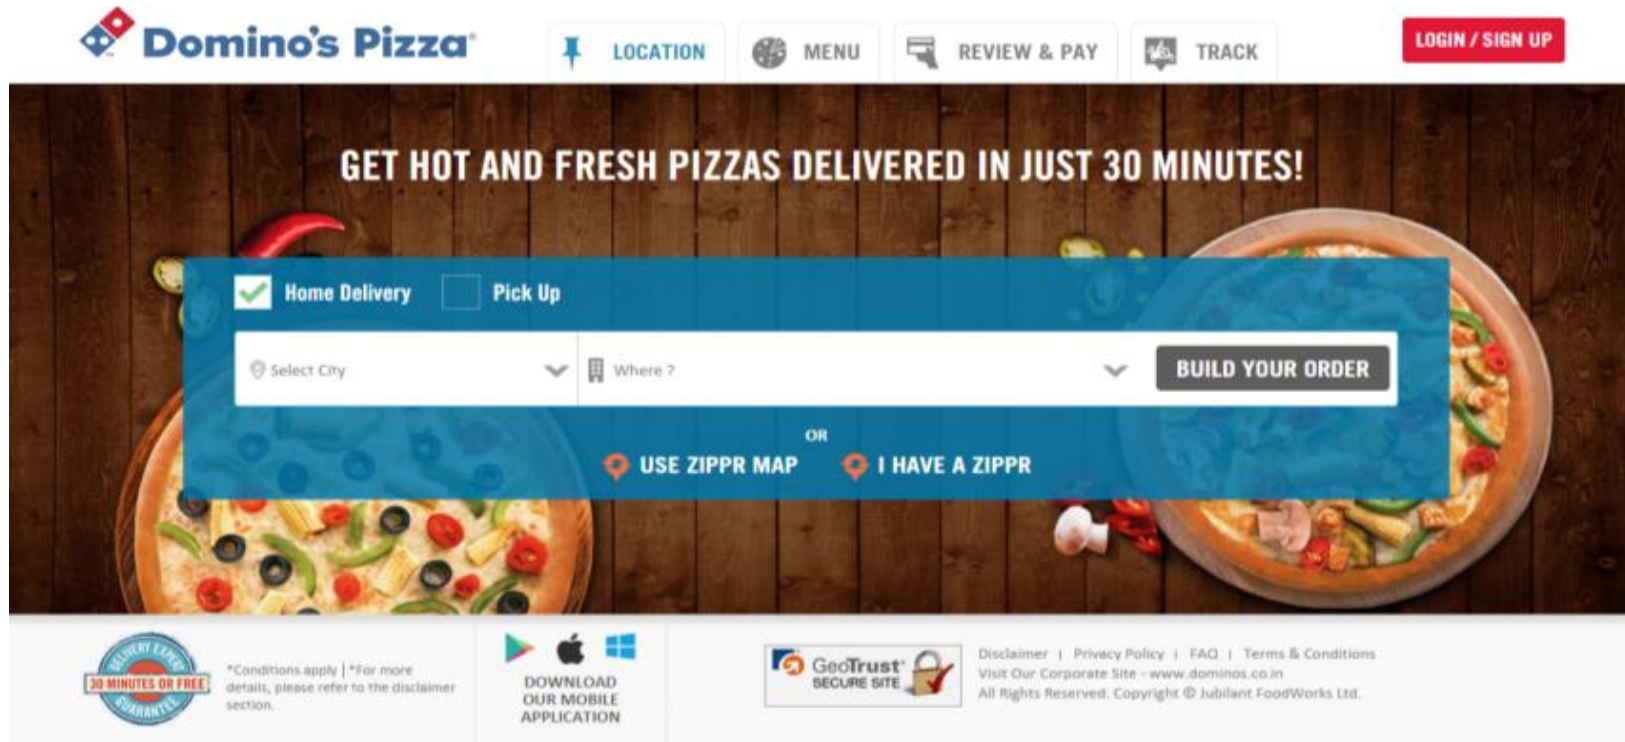 Domino's Pizza
LOCATION
MENU
REVIEW & PAY
TRACK
LOGIN / SIGN UP
GET HOT AND FRESH PIZZAS DELIVERED IN JUST 30 MINUTES!
Home Delivery
Pick Up
Select City
Where ?
BUILD YOUR ORDER
OR
USE ZIPPR MAP
I HAVE A ZIPPR
DELIVERY EXPERT
30 MINUTES OR FREE
GUARANTEE
*Conditions apply | *For more
details, please refer to the disclaimer
section.
DOWNLOAD
OUR MOBILE
APPLICATION
GeoTrust
SECURE SITE
Disclaimer | Privacy Policy | FAQ | Terms & Conditions
Visit Our Corporate Site - www.dominos.co.in
All Rights Reserved. Copyright © Jubilant FoodWorks Ltd.